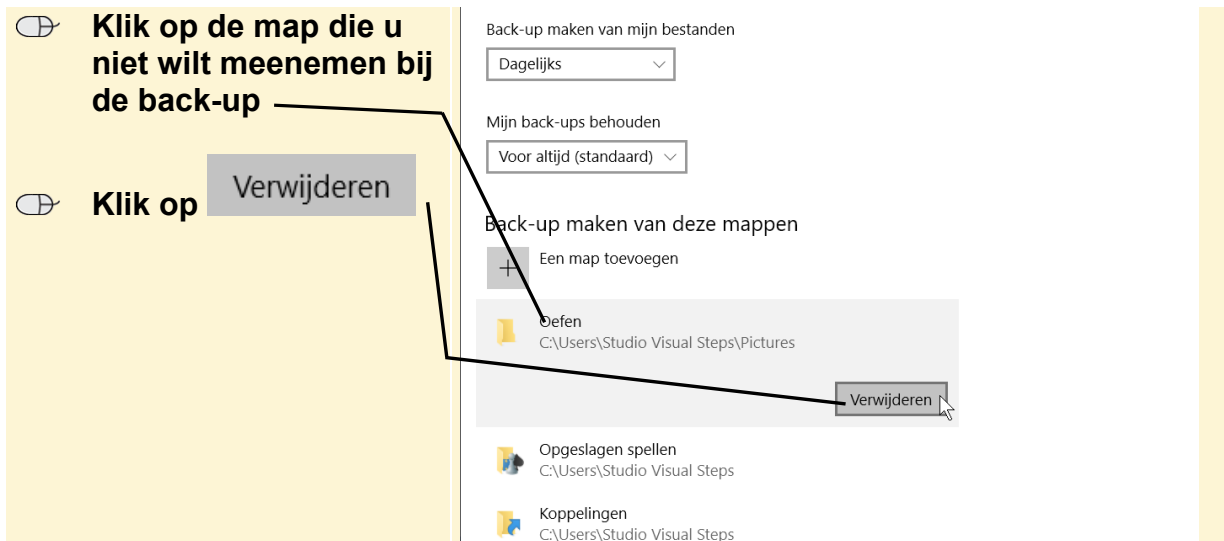 Klik op de map die u
niet wilt meenemen bij
de back-up
Klik op Verwijderen
Back-up maken van mijn bestanden
Dagelijks
Mijn back-ups behouden
Voor altijd (standaard)
Back-up maken van deze mappen
Een map toevoegen
Oefen
C:\Users\Studio Visual Steps\Pictures
Verwijderen
Opgeslagen spellen
C:\Users\Studio Visual Steps
Koppelingen
C:\Users\Studio Visual Steps